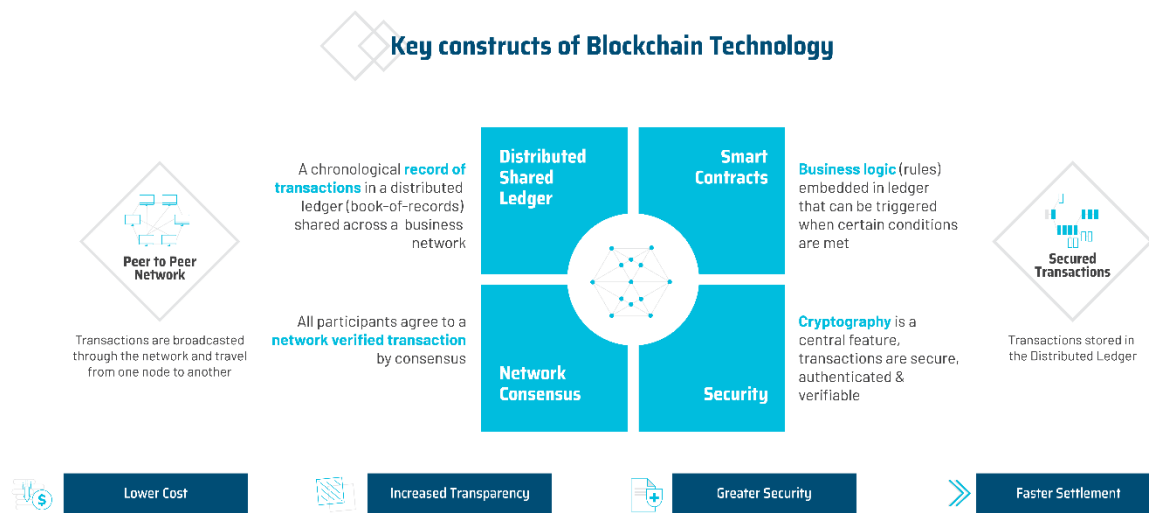 Key constructs of Blockchain Technology
Peer to Peer
Network
Transactions are broadcasted
through the network and travel
from one node to another
A chronological record of
transactions in a distributed
ledger (book-of-records)
shared across a business
network
Distributed
Shared
Ledger
Smart
Contracts
Business logic (rules)
embedded in ledger
that can be triggered
when certain conditions
are met
All participants agree to a
network verified transaction
by consensus
Network
Consensus
Security
Cryptography is a
central feature,
transactions are secure,
authenticated &
verifiable
Secured
Transactions
Transactions stored in
the Distributed Ledger
$
Lower Cost
Increased Transparency
Greater Security
Faster Settlement